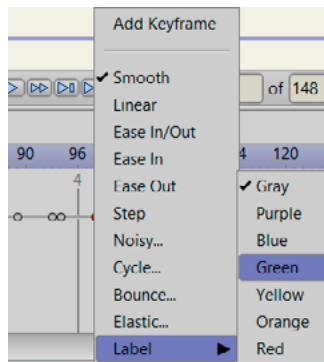 Add Keyframe
Smooth
Linear
Ease In/Out
Ease In
Ease Out
Step
Noisy...
Cycle...
Bounce...
Elastic...
Label
of 148
90 96
4 120
4
Gray
Purple
Blue
Green
Yellow
Orange
Red